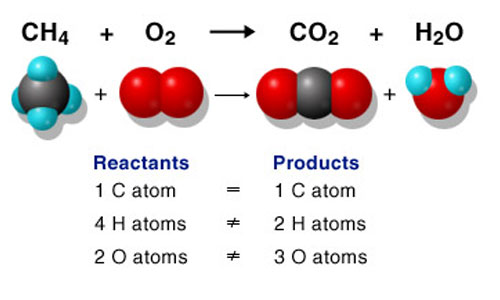 CH4 + O2 → CO2 + H2O
+ → +
Reactants Products
1 C atom = 1 C atom
4 H atoms ≠ 2 H atoms
2 O atoms ≠ 3 O atoms